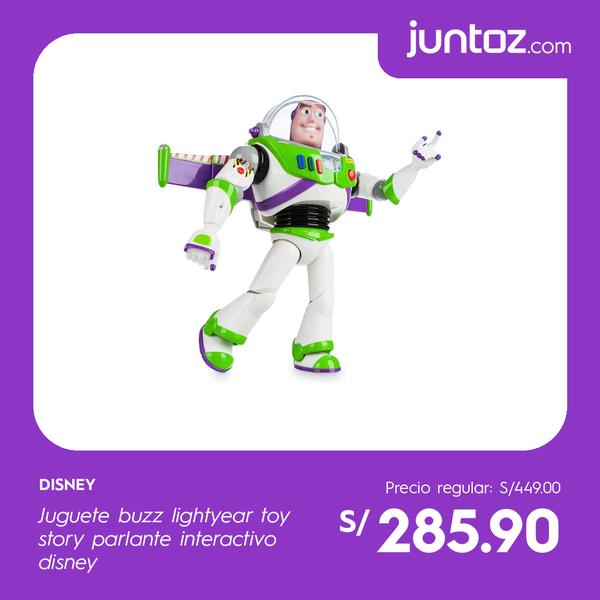 juntoz.com
DISNEY
Juguete buzz lightyear toy
story parlante interactivo
disney
Precio regular: S/449.00
S/285.90